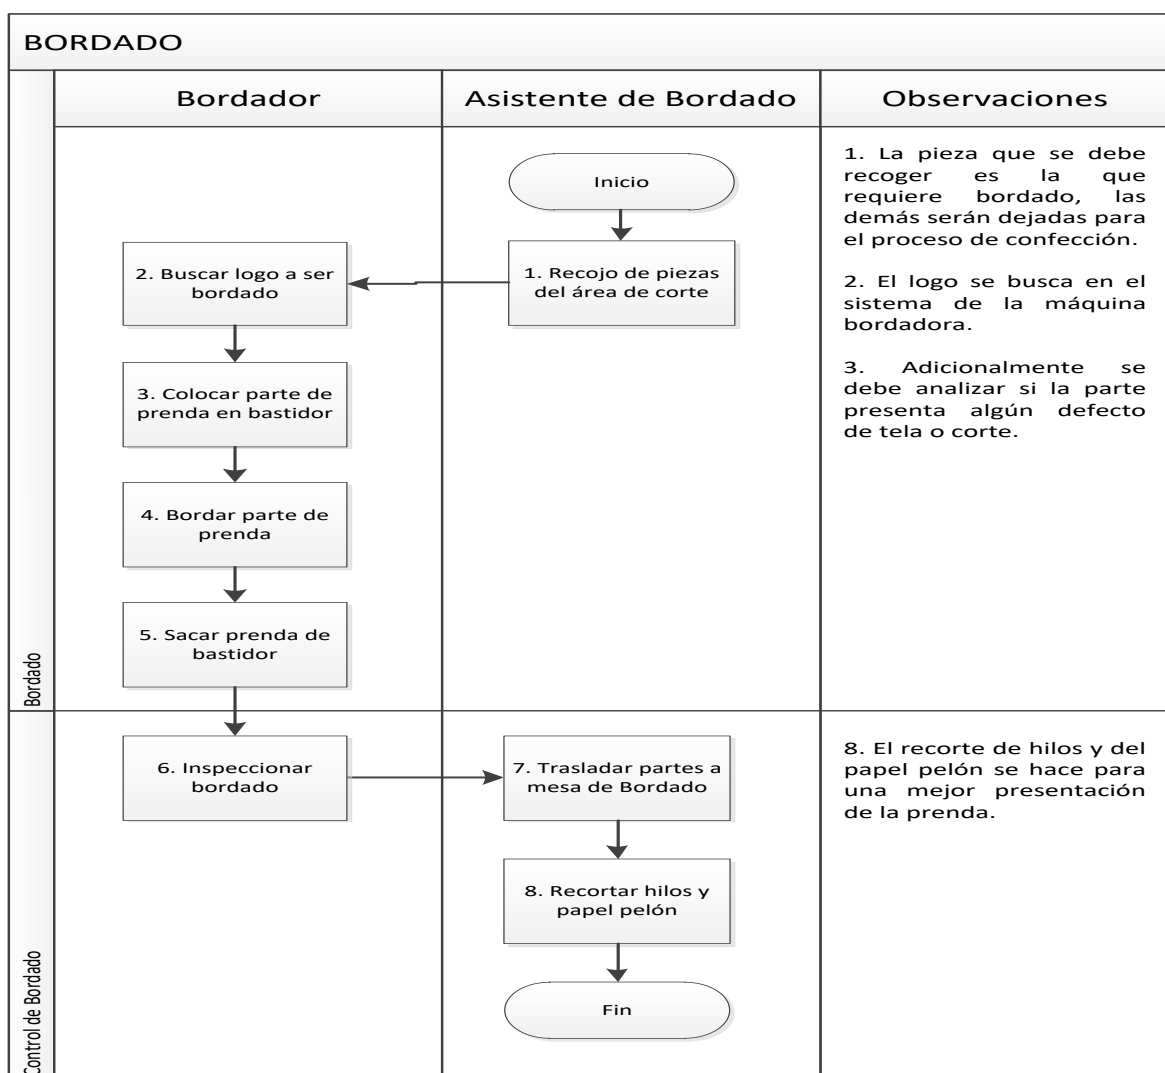 BORDADO
Bordador
Asistente de Bordado
Observaciones
Bordado
Inicio
1. Recojo de piezas
del área de corte
2. Buscar logo a ser
bordado
3. Colocar parte de
prenda en bastidor
4. Bordar parte de
prenda
5. Sacar prenda de
bastidor
1. La pieza que se debe
recoger es la que
requiere bordado, las
demás serán dejadas para
el proceso de confección.
2. El logo se busca en el
sistema de la máquina
bordadora.
3. Adicionalmente se
debe analizar si la parte
presenta algún defecto
de tela o corte.
Control de Bordado
6. Inspeccionar
bordado
7. Trasladar partes a
mesa de Bordado
8. Recortar hilos y
papel pelón
Fin
8. El recorte de hilos y del
papel pelón se hace para
una mejor presentación
de la prenda.